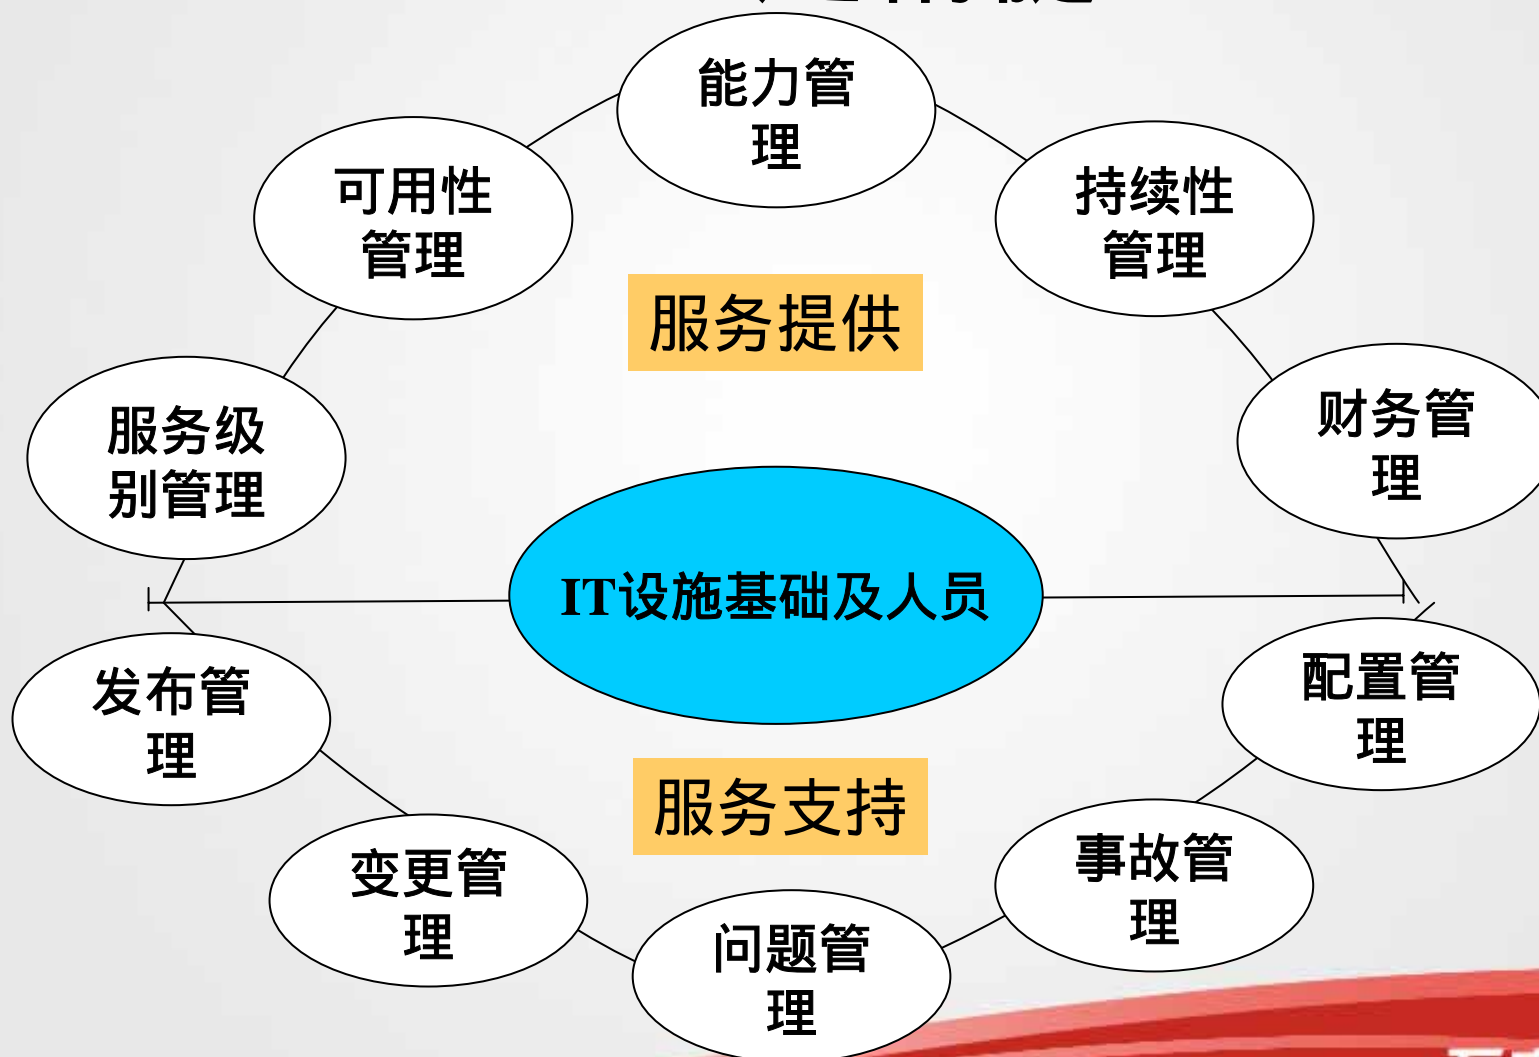 能力管
理
可用性
管理
持续性
管理
服务提供
服务级
别管理
财务管
理
IT设施基础及人员
发布管
理
配置管
理
服务支持
变更管
理
事故管
理
问题管
理